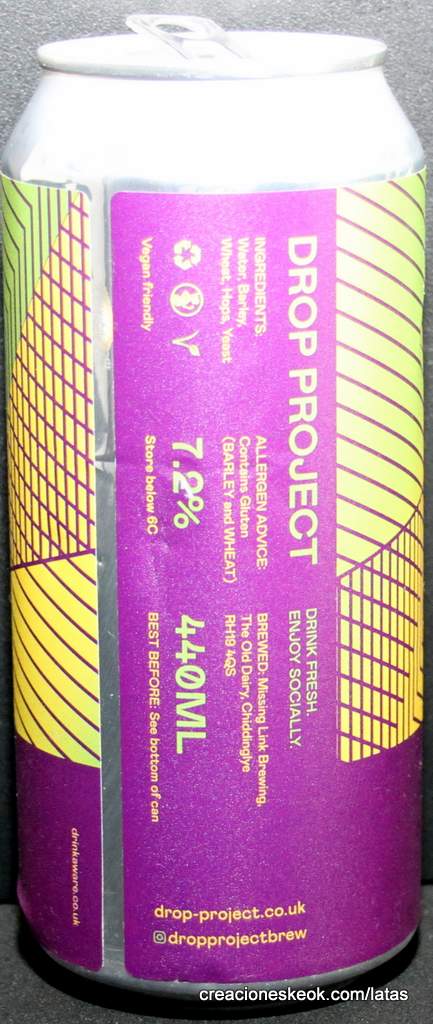 DROP PROJECT
DRINK FRESH.
ENJOY SOCIALLY.
INGREDIENTS:
Water, Barley,
Wheat, Hops, Yeast
ALLERGEN ADVICE:
Contains Gluten
(BARLEY and WHEAT)
BREWED: Missing Link Brewing,
The Old Dairy, Chiddinglye
RH19 4QS
7.2%
440ML
Vegan friendly
Store below 6C
BEST BEFORE: See bottom of can
drinkaware.co.uk
drop-project.co.uk
dropprojectbrew
creacioneskeok.com/latas